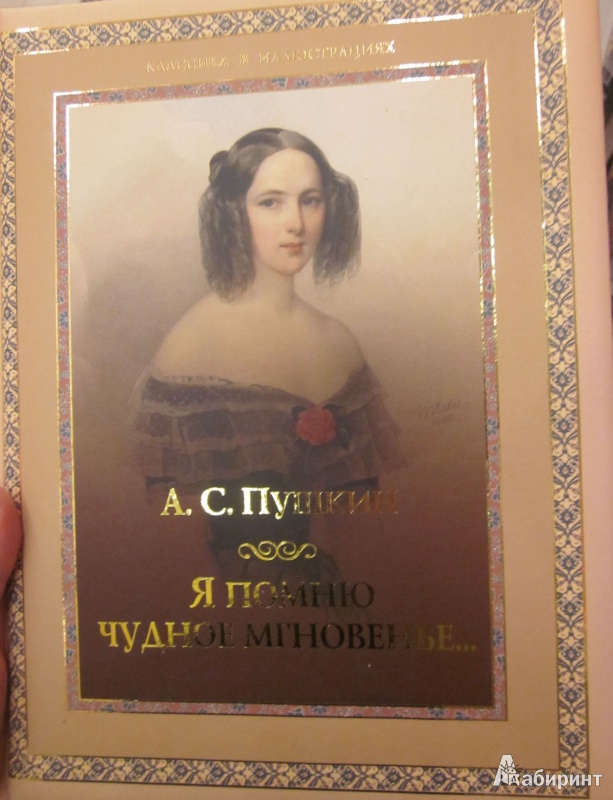 КЛАССИКА В ИЛЛЮСТРАЦИЯХ
А. С. ПУШКИН
Я ПОМНЮ
ЧУДНОЕ МГНОВЕНЬЕ...
Лабиринт